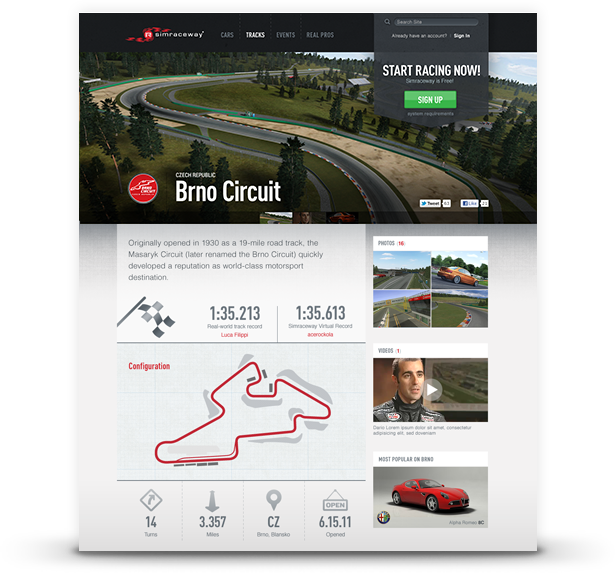 simraceway
CARS
TRACKS
EVENTS
REAL PROS
Search Site
Already have an account?
Sign In
START RACING NOW!
Simraceway is Free!
SIGN UP
system requirements
CZECH REPUBLIC
Brno Circuit
Tweet
Like
Originally opened in 1930 as a 19-mile road track, the
Masaryk Circuit (later renamed the Brno Circuit) quickly
developed a reputation as world-class motorsport
destination.
1:35.213
Real-world track record
Luca Filippi
1:35.613
Simraceway Virtual Record
acerockola
Configuration
14
Turns
3.357
Miles
CZ
Brno, Blansko
OPEN
6.15.11
Opened
PHOTOS (16)
VIDEOS (1)
Dario Lorem ipsum dolor sit amet, consectetur
adipiscing elit, sed doeviam
MOST POPULAR ON BRNO
Alpha Romeo 8C